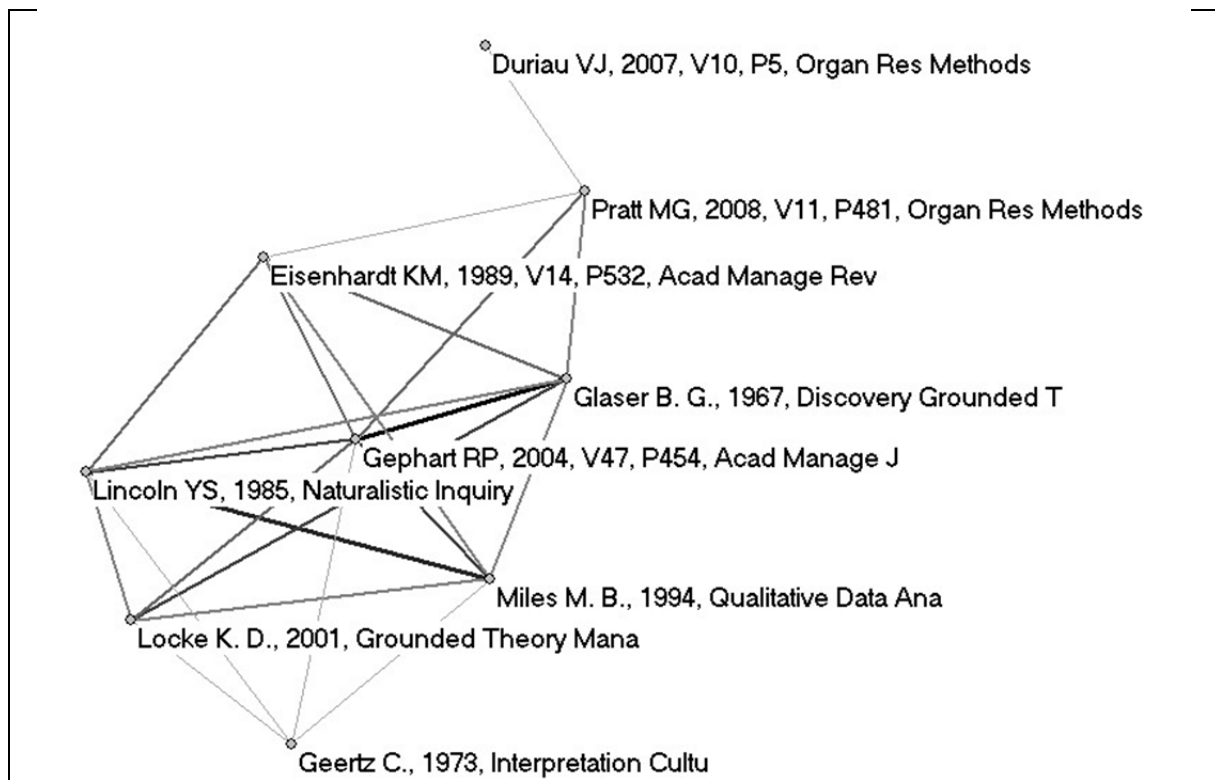 Duriau VJ, 2007, V10, P5, Organ Res Methods
Pratt MG, 2008, V11, P481, Organ Res Methods
Eisenhardt KM, 1989, V14, P532, Acad Manage Rev
Glaser B. G., 1967, Discovery Grounded T
Gephart RP, 2004, V47, P454, Acad Manage J
Lincoln YS, 1985, Naturalistic Inquiry
Miles M. B., 1994, Qualitative Data Ana
Locke K. D., 2001, Grounded Theory Mana
Geertz C., 1973, Interpretation Cultu